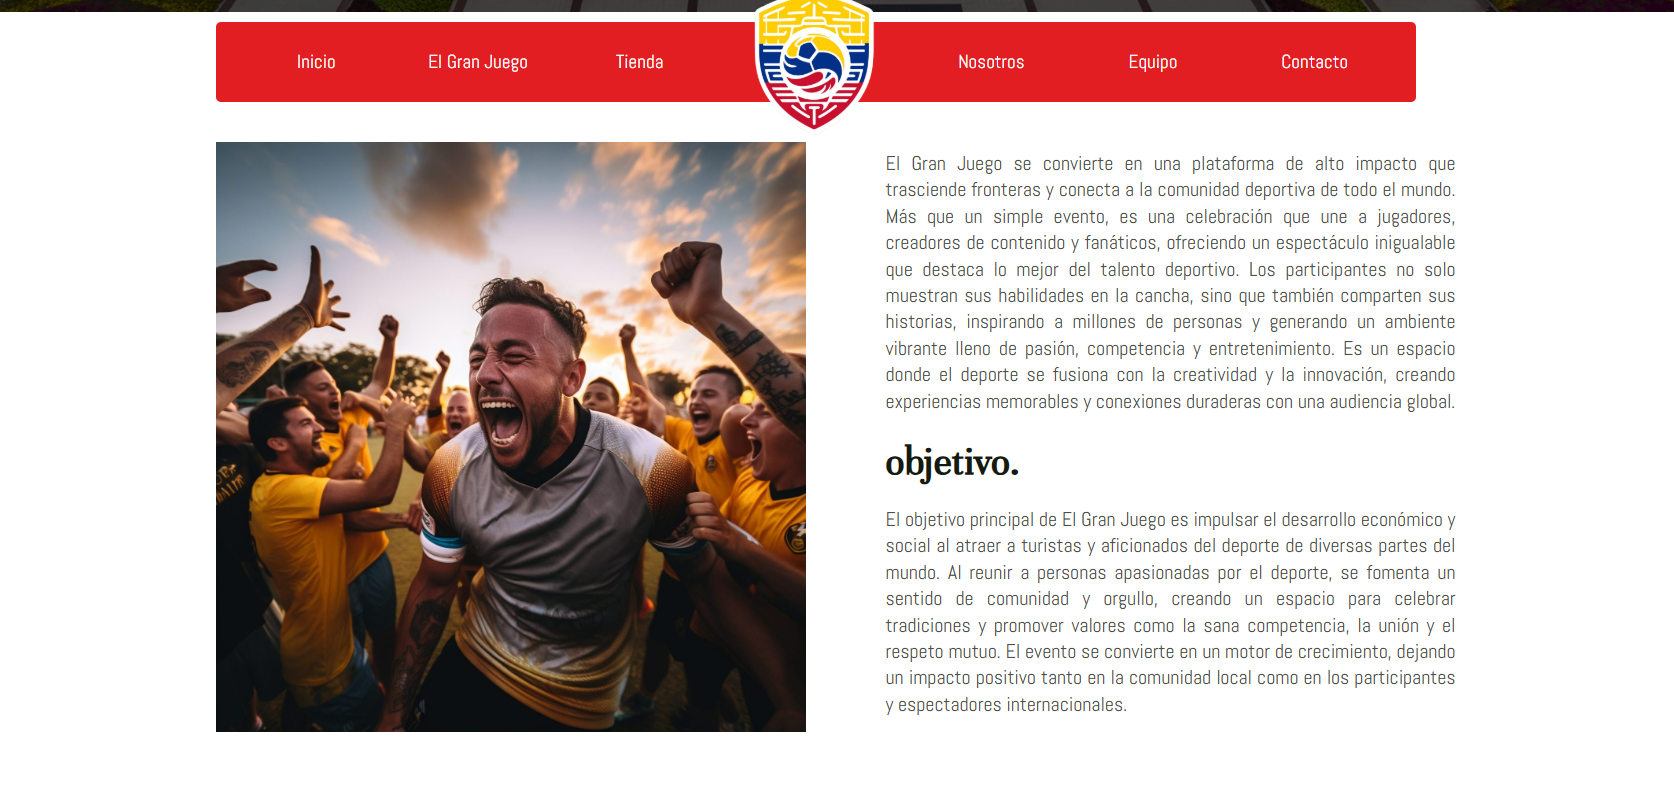 Inicio
El Gran Juego
Tienda
Nosotros
Equipo
Contacto
El Gran Juego se convierte en una plataforma de alto impacto que
trasciende fronteras y conecta a la comunidad deportiva de todo el mundo.
Más que un simple evento, es una celebración que une a jugadores,
creadores de contenido y fanáticos, ofreciendo un espectáculo inigualable
que destaca lo mejor del talento deportivo. Los participantes no solo
muestran sus habilidades en la cancha, sino que también comparten sus
historias, inspirando a millones de personas y generando un ambiente
vibrante lleno de pasión, competencia y entretenimiento. Es un espacio
donde el deporte se fusiona con la creatividad y la innovación, creando
experiencias memorables y conexiones duraderas con una audiencia global.
objetivo.
El objetivo principal de El Gran Juego es impulsar el desarrollo económico y
social al atraer a turistas y aficionados del deporte de diversas partes del
mundo. Al reunir a personas apasionadas por el deporte, se fomenta un
sentido de comunidad y orgullo, creando un espacio para celebrar
tradiciones y promover valores como la sana competencia, la unión y el
respeto mutuo. El evento se convierte en un motor de crecimiento, dejando
un impacto positivo tanto en la comunidad local como en los participantes
y espectadores internacionales.